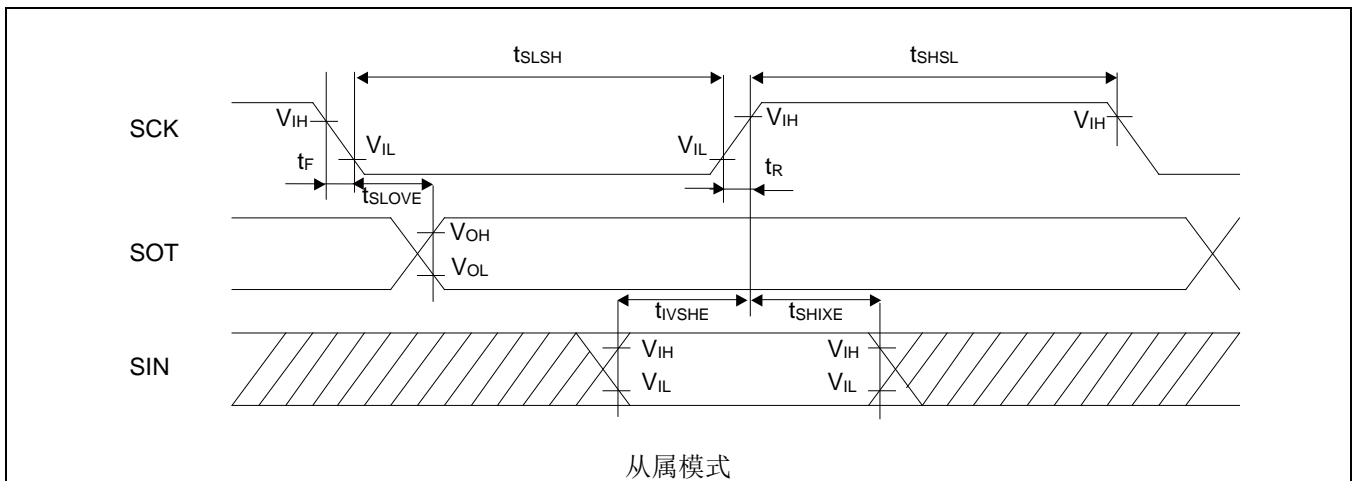 tSLSH
tSHSL
SCK
VIH
VIL
VIL
VIH
VIH
tF
tSLOVE
tR
SOT
VOH
VOL
tIVSHE
tSHIXE
SIN
VIH
VIL
VIH
VIL
从属模式